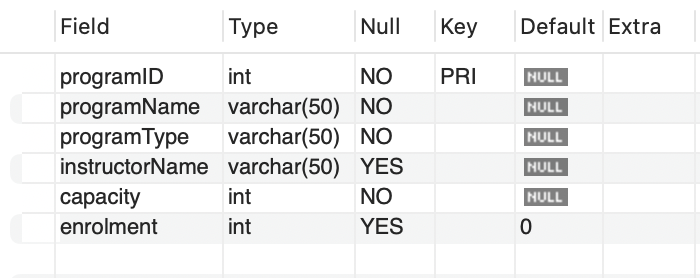 Field Type Null Key Default Extra
programID int NO PRI NULL
programName varchar(50) NO NULL
programType varchar(50) NO NULL
instructorName varchar(50) YES NULL
capacity int NO NULL
enrolment int YES 0